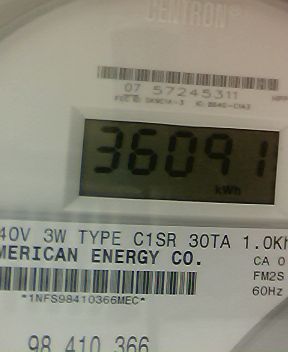 CENTRON®
07 57245311
36091
kWh
40V 3W TYPE C1SR 30TA 1.0Kh
MERICAN ENERGY CO.
CA 0
FM2S
60Hz
*1NFS98410366MEC*
98 410 366